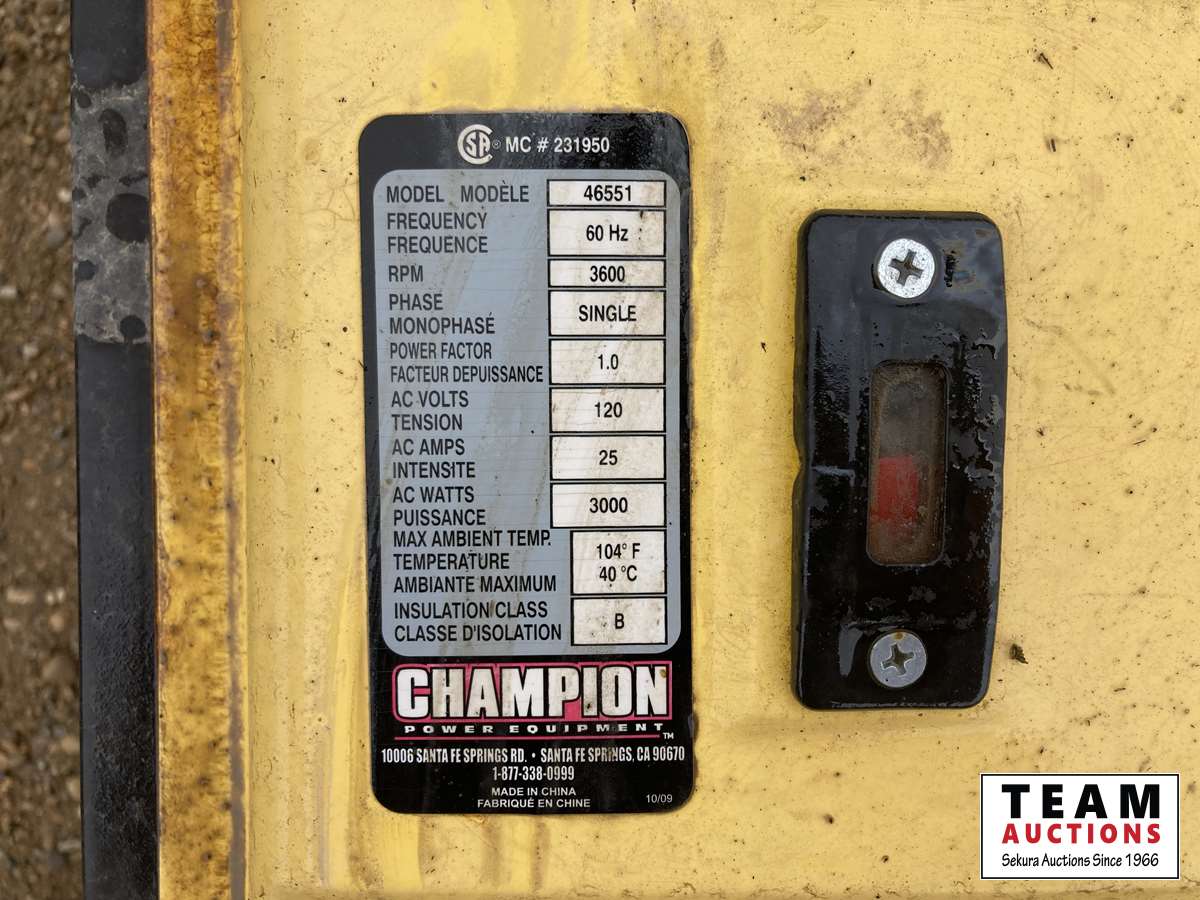 CSA ® MC # 231950
MODEL MODÈLE 46551
FREQUENCY
FREQUENCE 60 Hz
RPM 3600
PHASE
MONOPHASÉ SINGLE
POWER FACTOR
FACTEUR DEPUISSANCE 1.0
AC VOLTS
TENSION 120
AC AMPS
INTENSITE 25
AC WATTS
PUISSANCE 3000
MAX AMBIENT TEMP.
TEMPERATURE
AMBIANTE MAXIMUM
104° F
40 °C
INSULATION CLASS
CLASSE D'ISOLATION B
CHAMPION
POWER EQUIPMENT™
10006 SANTA FE SPRINGS RD. • SANTA FE SPRINGS, CA 90670
1-877-338-0999
MADE IN CHINA
FABRIQUÉ EN CHINE 10/09
TEAM
AUCTIONS
Sekura Auctions Since 1966